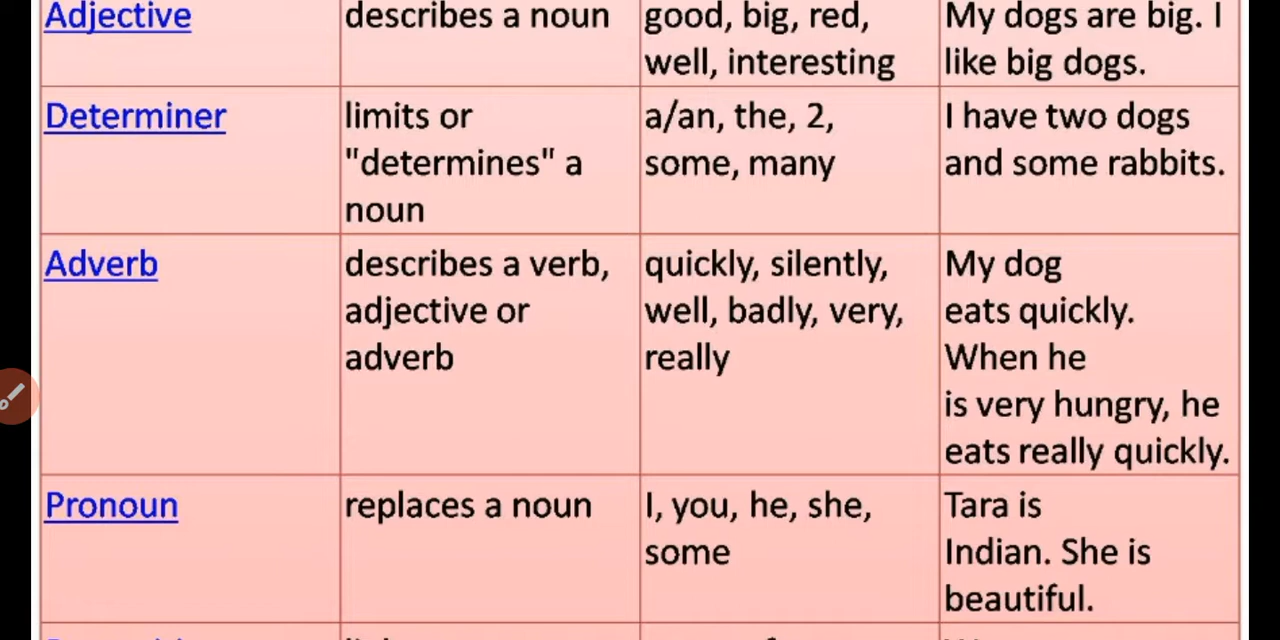 Adjective
describes a noun
good, big, red,
well, interesting
My dogs are big. I
like big dogs.
Determiner
limits or
"determines" a
noun
a/an, the, 2,
some, many
I have two dogs
and some rabbits.
Adverb
describes a verb,
adjective or
adverb
quickly, silently,
well, badly, very,
really
My dog
eats quickly.
When he
is very hungry, he
eats really quickly.
Pronoun
replaces a noun
I, you, he, she,
some
Tara is
Indian. She is
beautiful.